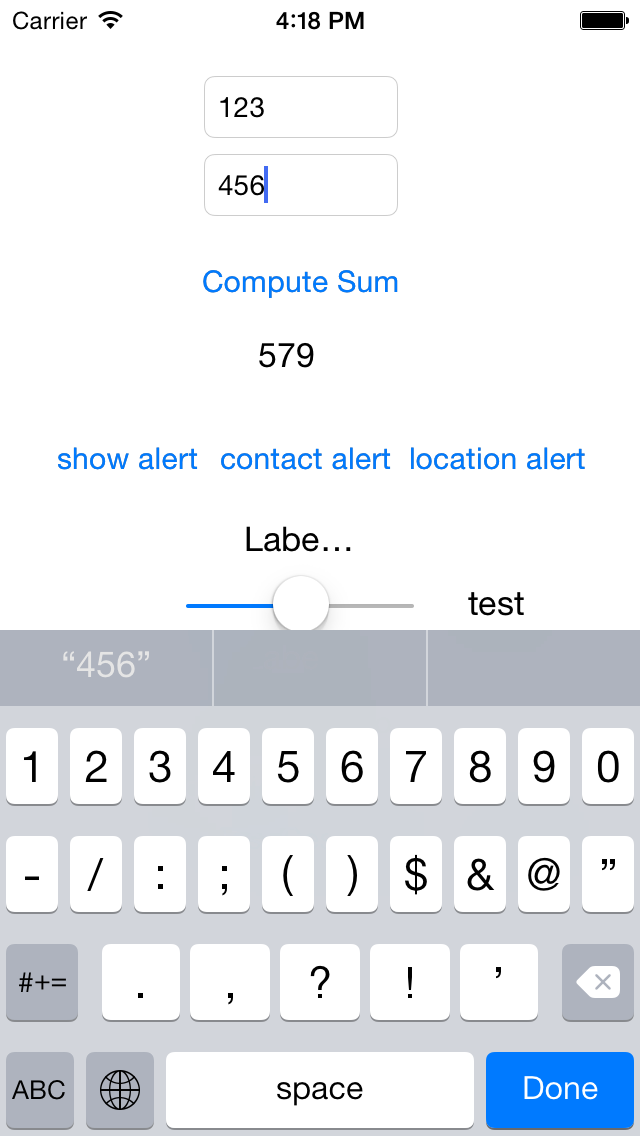 Carrier 4:18 PM
123
456
Compute Sum
579
show alert contact alert location alert
Labe…
test
“456”
1 2 3 4 5 6 7 8 9 0
- / : ; ( ) $ & @ ”
#+= . , ? ! ’
ABC space Done